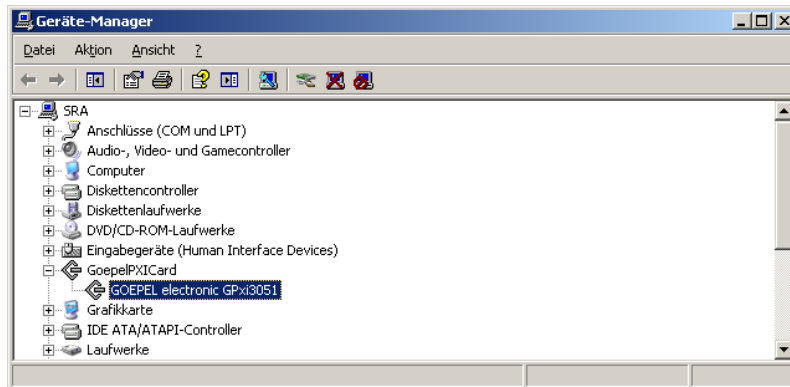 Geräte-Manager
Datei Aktion Ansicht ?
SRA
Anschlüsse (COM und LPT)
Audio-, Video- und Gamecontroller
Computer
Diskettencontroller
Diskettenlaufwerke
DVD/CD-ROM-Laufwerke
Eingabegeräte (Human Interface Devices)
GoepelPXICard
GOEPEL electronic GPxi3051
Grafikkarte
IDE ATA/ATAPI-Controller
Laufwerke